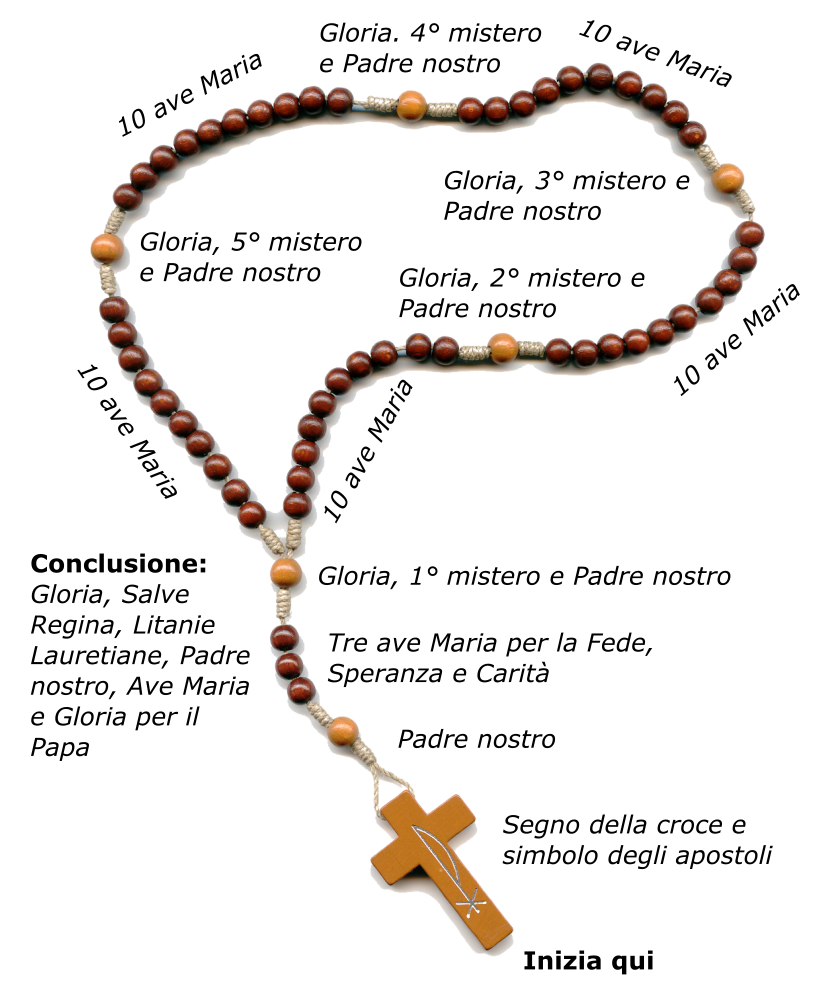 Gloria. 4° mistero
e Padre nostro
10 ave Maria
10 ave Maria
Gloria, 3° mistero e
Padre nostro
Gloria, 5° mistero
e Padre nostro
Gloria, 2° mistero e
Padre nostro
10 ave Maria
10 ave Maria
10 ave Maria
Conclusione:
Gloria, Salve
Regina, Litanie
Lauretiane, Padre
nostro, Ave Maria
e Gloria per il
Papa
Gloria, 1° mistero e Padre nostro
Tre ave Maria per la Fede,
Speranza e Carità
Padre nostro
Segno della croce e
simbolo degli apostoli
Inizia qui